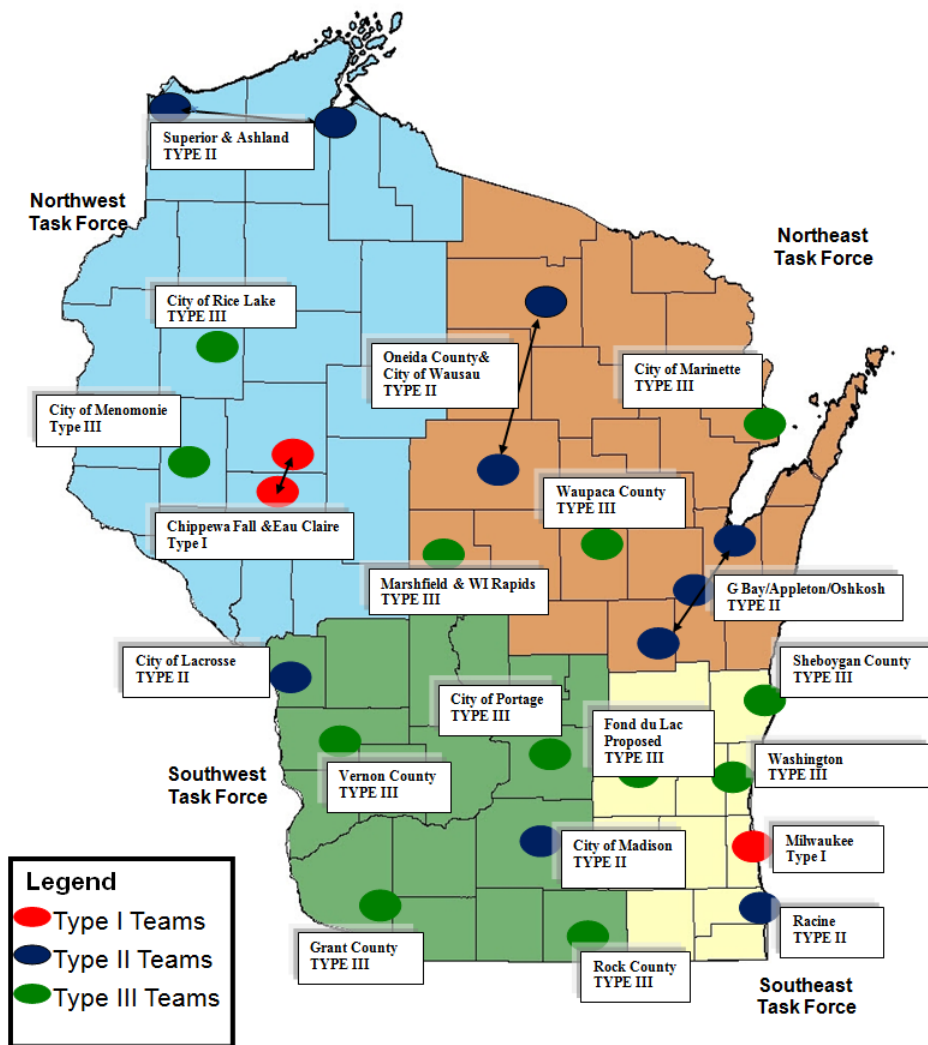 Superior & Ashland
TYPE II
Northwest
Task Force
Northeast
Task Force
City of Rice Lake
TYPE III
Oneida County&
City of Wausau
TYPE II
City of Marinette
TYPE III
City of Menomonie
Type III
Waupaca County
TYPE III
Chippewa Fall &Eau Claire
Type I
Marshfield & WI Rapids
TYPE III
G Bay/Appleton/Oshkosh
TYPE II
City of Lacrosse
TYPE II
Sheboygan County
TYPE III
City of Portage
TYPE III
Fond du Lac
Proposed
TYPE III
Southwest
Task Force
Vernon County
TYPE III
Washington
TYPE III
City of Madison
TYPE II
Milwaukee
Type I
Legend
Type I Teams
Type II Teams
Type III Teams
Grant County
TYPE III
Rock County
TYPE III
Racine
TYPE II
Southeast
Task Force